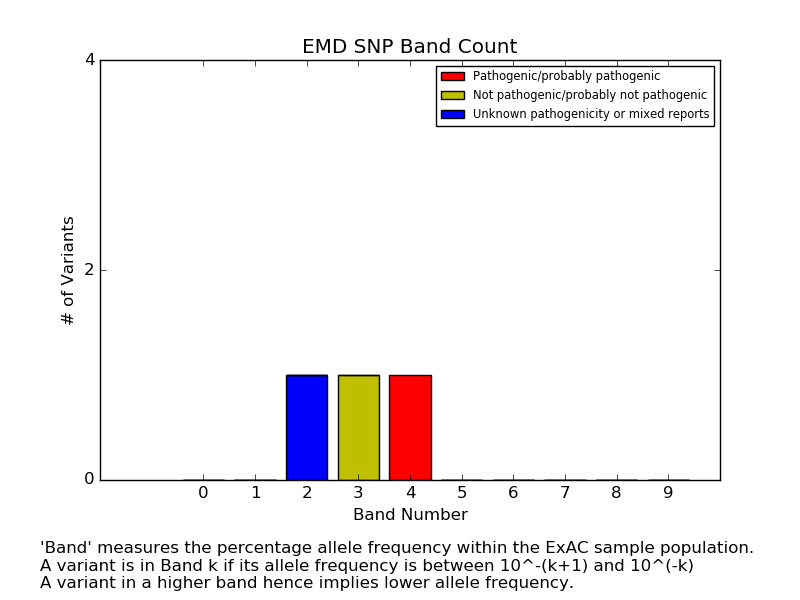 EMD SNP Band Count
4
Pathogenic/probably pathogenic
Not pathogenic/probably not pathogenic
Unknown pathogenicity or mixed reports
# of Variants
2
0
0 1 2 3 4 5 6 7 8 9
Band Number
'Band' measures the percentage allele frequency within the ExAC sample population.
A variant is in Band k if its allele frequency is between 10^-(k+1) and 10^(-k)
A variant in a higher band hence implies lower allele frequency.